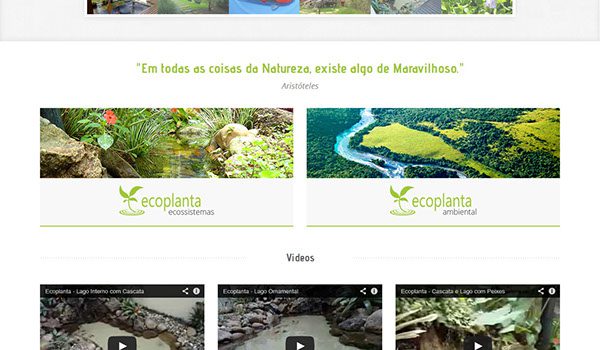 "Em todas as coisas da Natureza, existe algo de Maravilhoso."
Aristóteles
ecoplanta
ecossistemas
ecoplanta
ambiental
Videos
Ecoplanta - Lago Interno com Cascata
Ecoplanta - Lago Ornamental
Ecoplanta - Cascata e Lago com Peixes